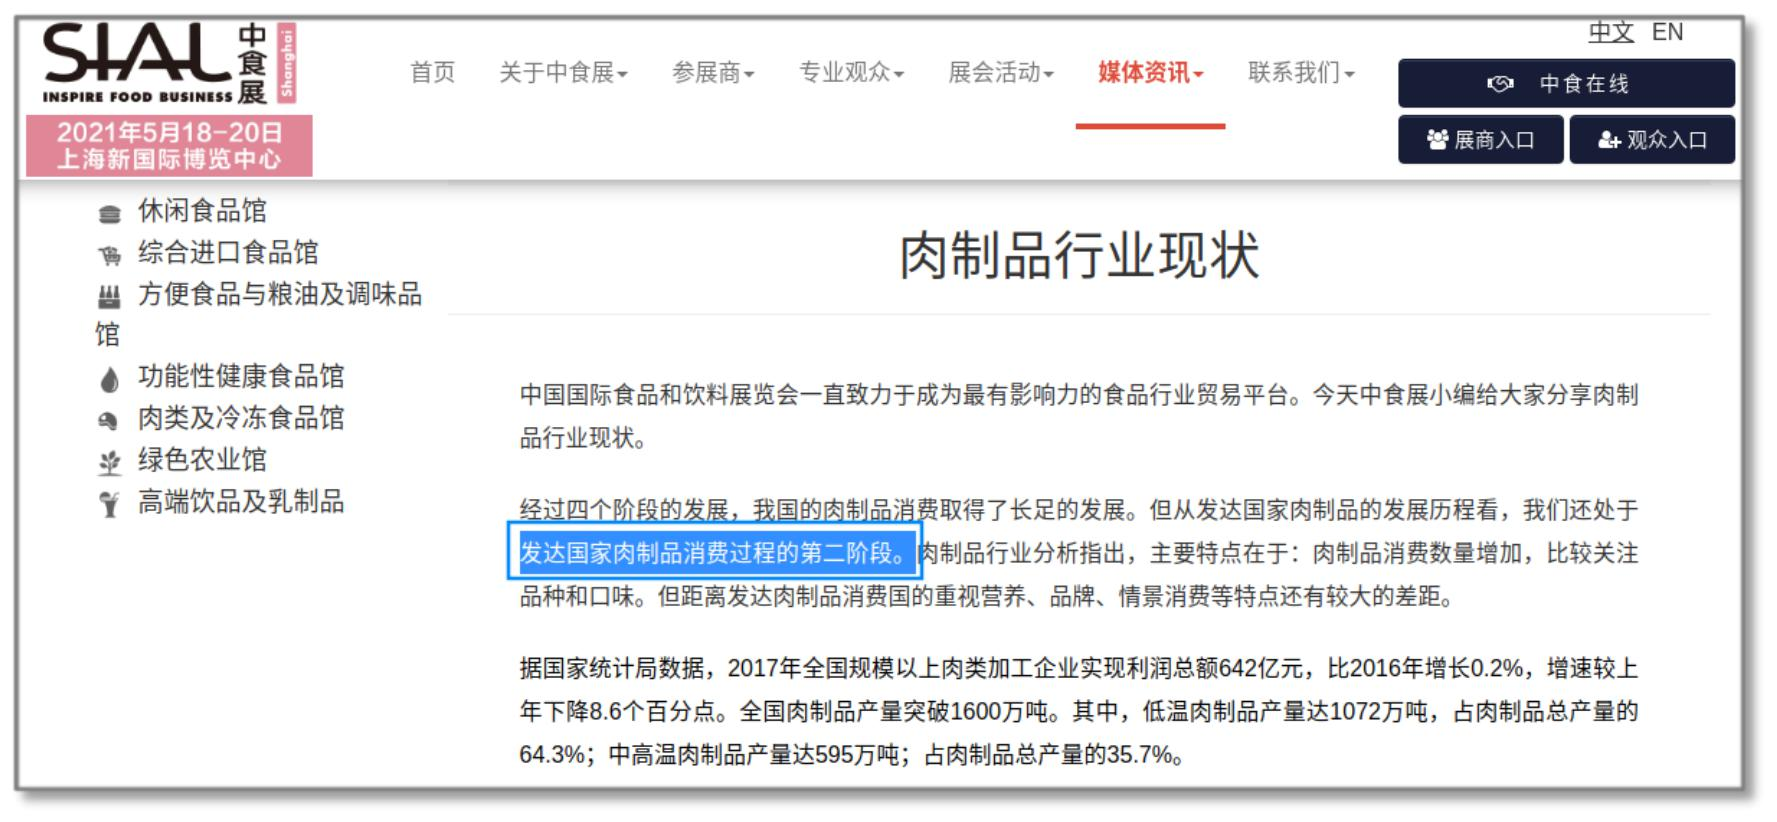 SIAL 中食展 Shanghai
INSPIRE FOOD BUSINESS
2021年5月18-20日
上海新国际博览中心
首页 关于中食展 参展商 专业观众 展会活动 媒体资讯 联系我们
中文 EN
中食在线
展商入口 观众入口
休闲食品馆
综合进口食品馆
方便食品与粮油及调味品
馆
功能性健康食品馆
肉类及冷冻食品馆
绿色农业馆
高端饮品及乳制品
肉制品行业现状
中国国际食品和饮料展览会一直致力于成为最有影响力的食品行业贸易平台。今天中食展小编给大家分享肉制
品行业现状。
经过四个阶段的发展，我国的肉制品消费取得了长足的发展。但从发达国家肉制品的发展历程看，我们还处于
发达国家肉制品消费过程的第二阶段。肉制品行业分析指出，主要特点在于：肉制品消费数量增加，比较关注
品种和口味。但距离发达肉制品消费国的重视营养、品牌、情景消费等特点还有较大的差距。
据国家统计局数据，2017年全国规模以上肉类加工企业实现利润总额642亿元，比2016年增长0.2%，增速较上
年下降8.6个百分点。全国肉制品产量突破1600万吨。其中，低温肉制品产量达1072万吨，占肉制品总产量的
64.3%；中高温肉制品产量达595万吨；占肉制品总产量的35.7%。